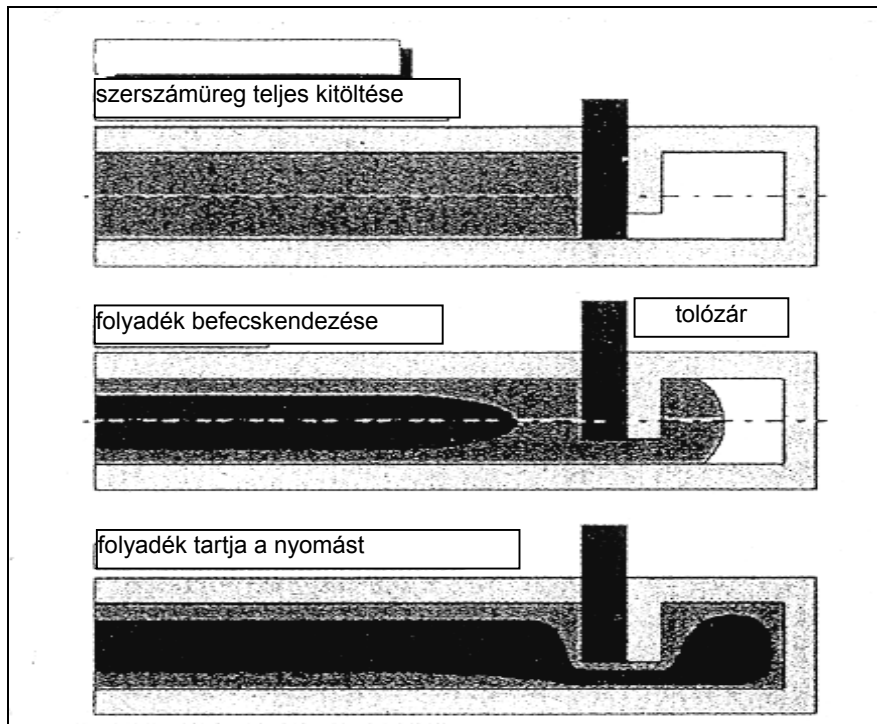 szerszámüreg teljes kitöltése
folyadék befecskendezése
tolózár
folyadék tartja a nyomást